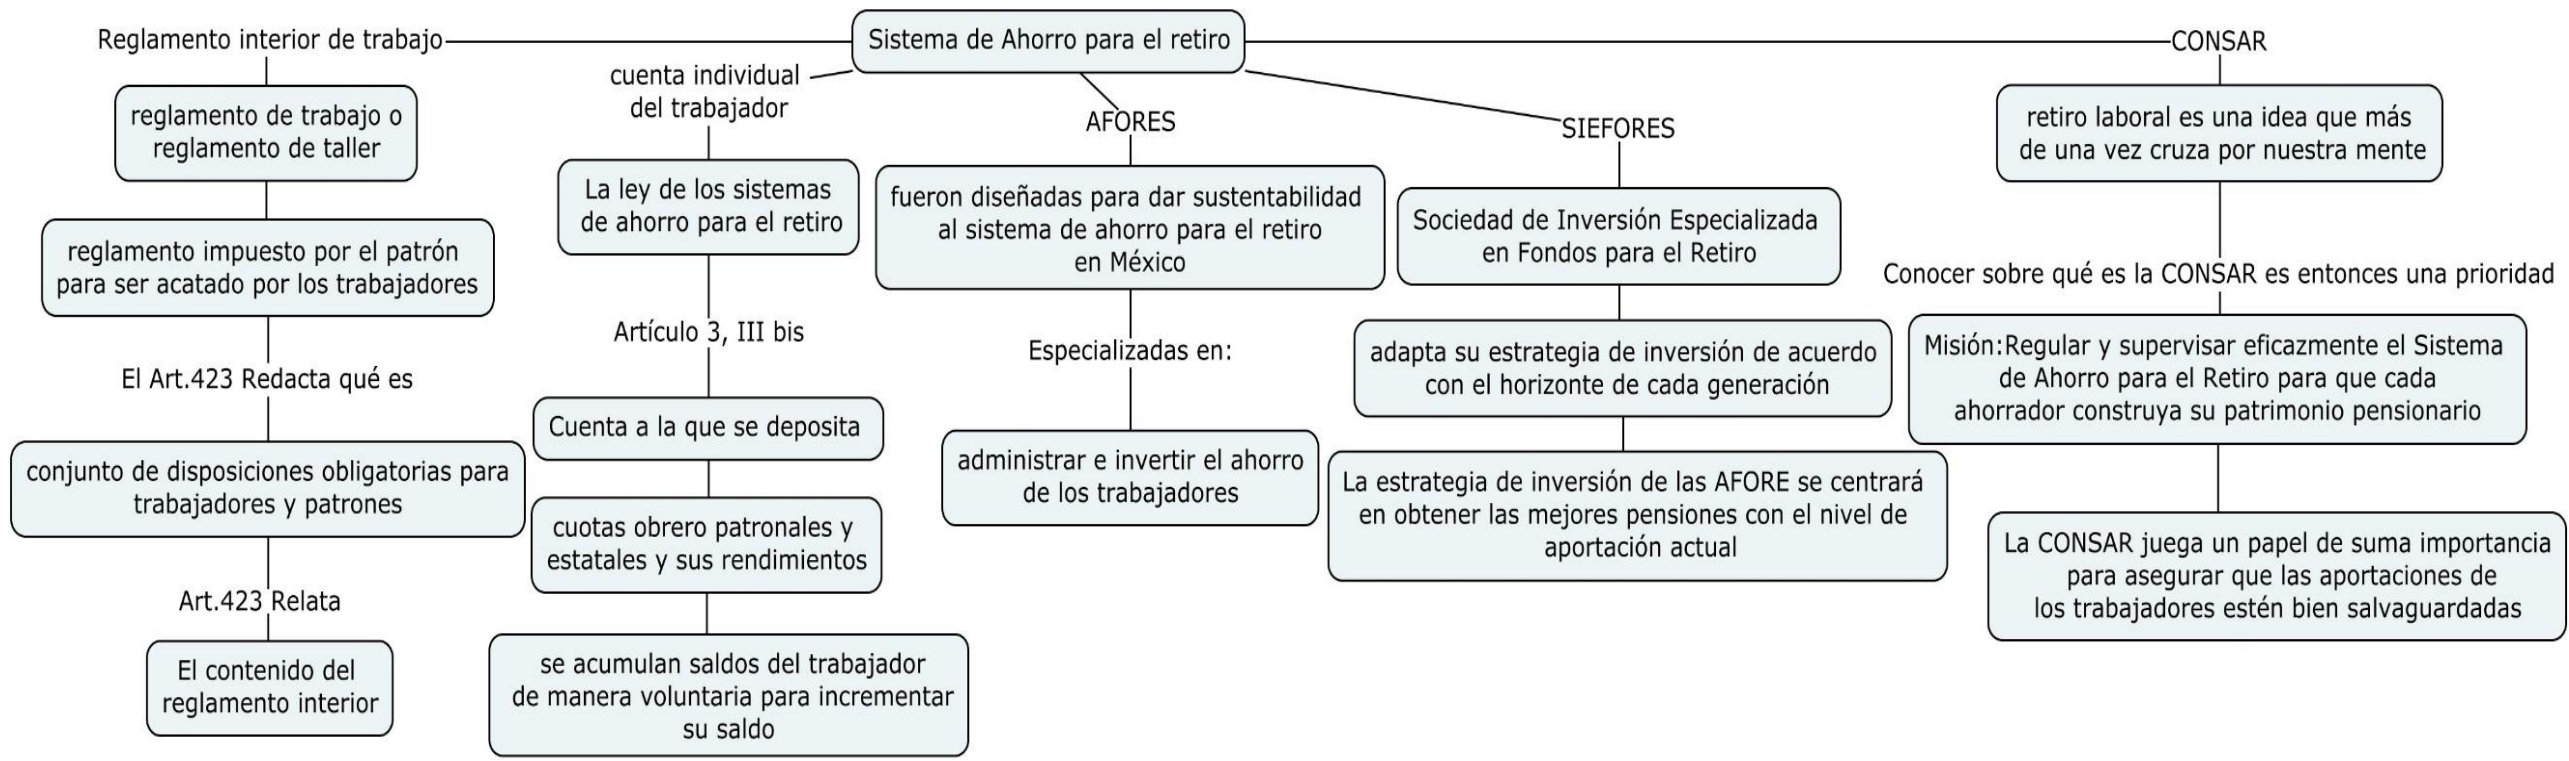 Sistema de Ahorro para el retiro
Reglamento interior de trabajo
reglamento de trabajo o
reglamento de taller
reglamento impuesto por el patrón
para ser acatado por los trabajadores
El Art.423 Redacta qué es
conjunto de disposiciones obligatorias para
trabajadores y patrones
Art.423 Relata
El contenido del
reglamento interior
cuenta individual
del trabajador
La ley de los sistemas
de ahorro para el retiro
Artículo 3, III bis
Cuenta a la que se deposita
cuotas obrero patronales y
estatales y sus rendimientos
se acumulan saldos del trabajador
de manera voluntaria para incrementar
su saldo
AFORES
fueron diseñadas para dar sustentabilidad
al sistema de ahorro para el retiro
en México
Especializadas en:
administrar e invertir el ahorro
de los trabajadores
SIEFORES
Sociedad de Inversión Especializada
en Fondos para el Retiro
adapta su estrategia de inversión de acuerdo
con el horizonte de cada generación
La estrategia de inversión de las AFORE se centrará
en obtener las mejores pensiones con el nivel de
aportación actual
CONSAR
retiro laboral es una idea que más
de una vez cruza por nuestra mente
Conocer sobre qué es la CONSAR es entonces una prioridad
Misión:Regular y supervisar eficazmente el Sistema
de Ahorro para el Retiro para que cada
ahorrador construya su patrimonio pensionario
La CONSAR juega un papel de suma importancia
para asegurar que las aportaciones de
los trabajadores estén bien salvaguardadas